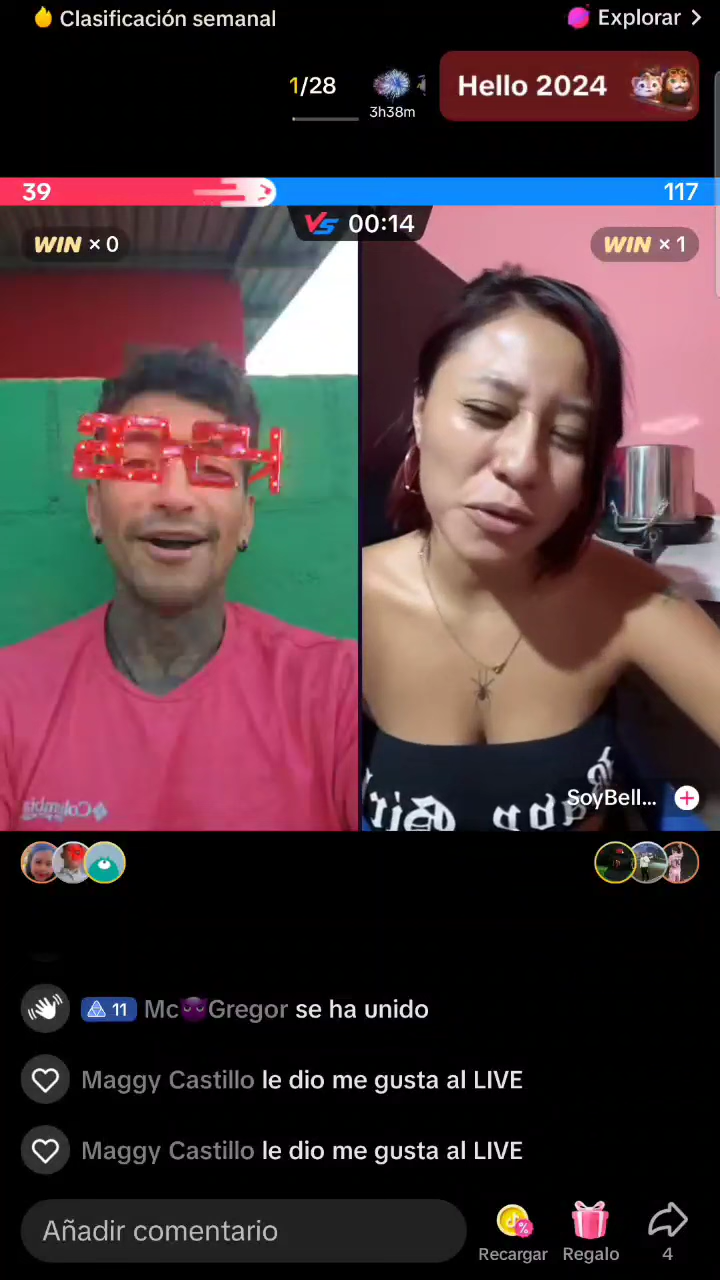 Clasificación semanal
Explorar
1/28
3h38m
Hello 2024
39
117
VS 00:14
WIN × 0
WIN × 1
Columbia
SoyBell...
11 Mc😈Gregor se ha unido
Maggy Castillo le dio me gusta al LIVE
Maggy Castillo le dio me gusta al LIVE
Añadir comentario
Recargar
Regalo
4